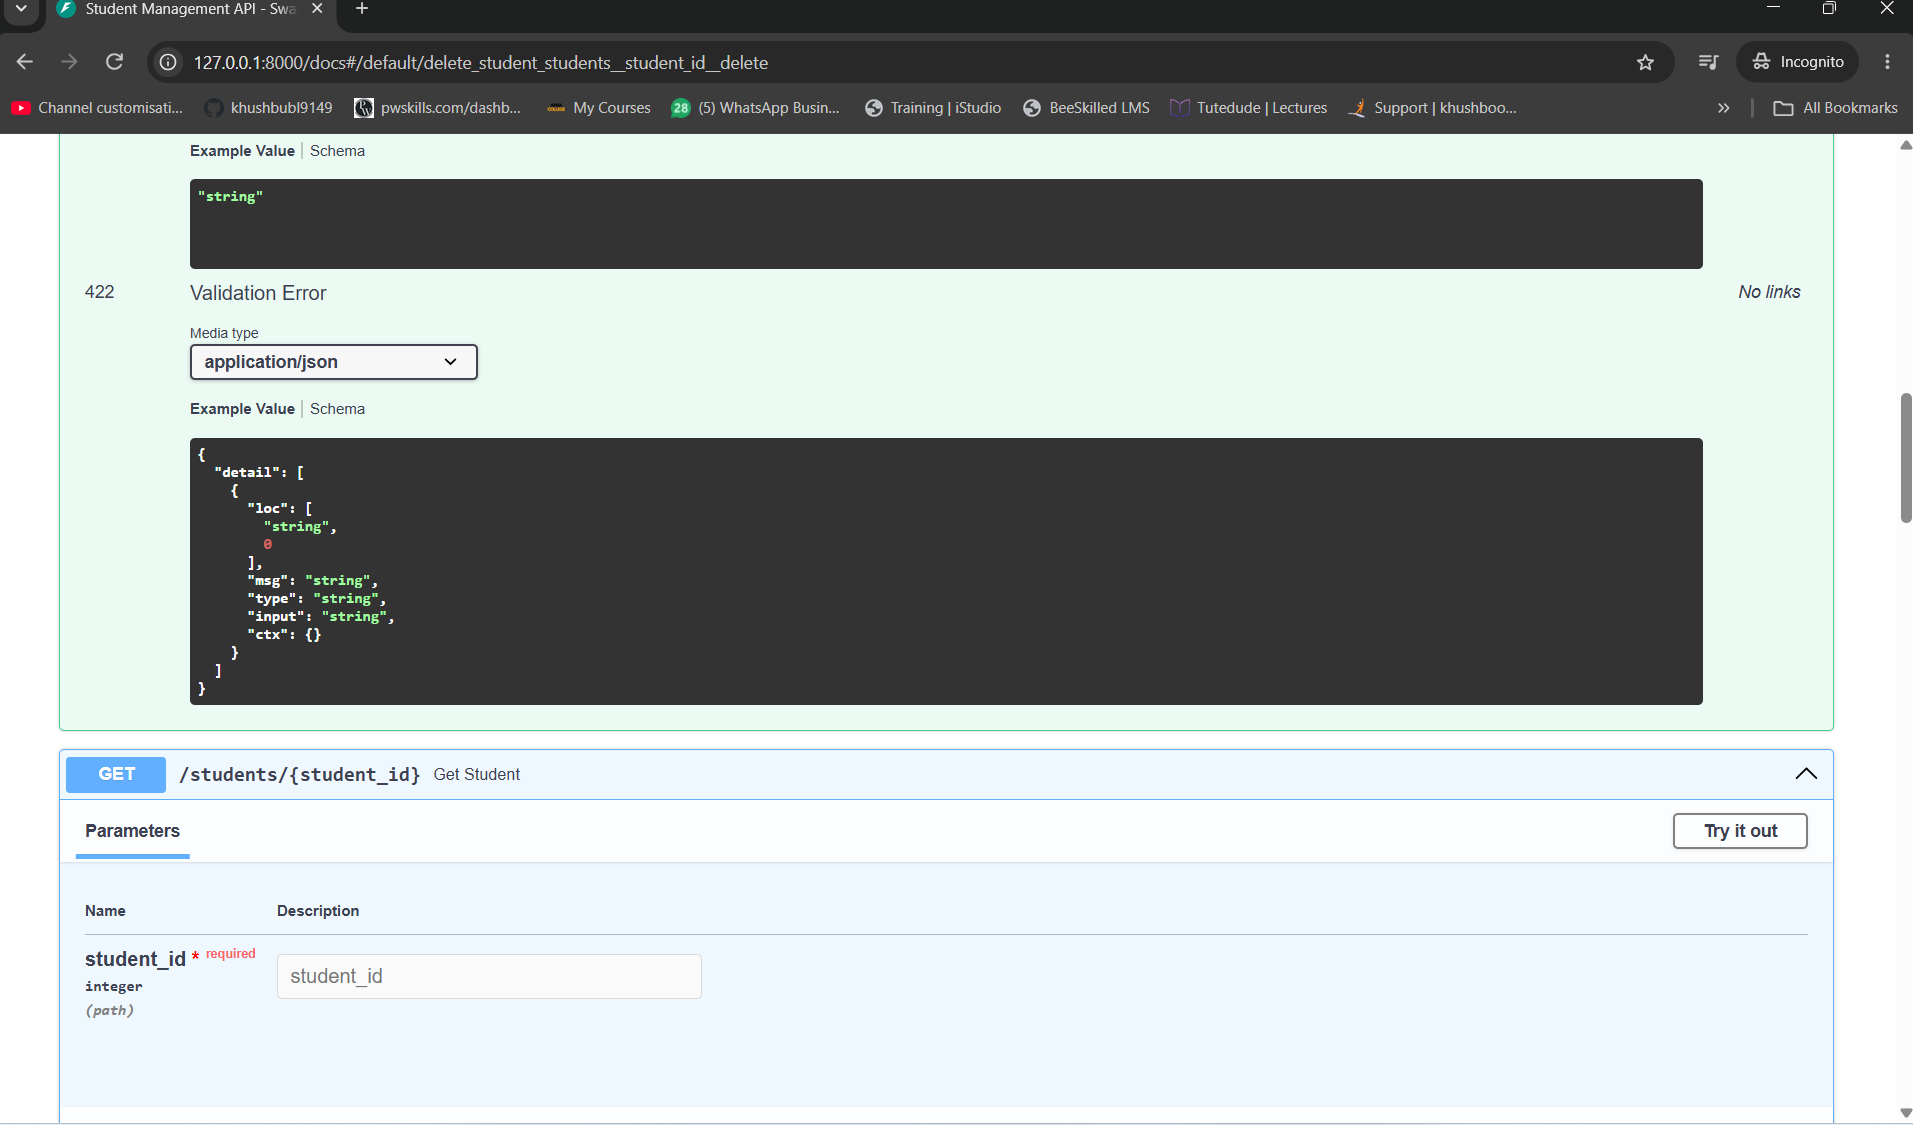 Student Management API - Swa
127.0.0.1:8000/docs#/default/delete_student_students__student_id__delete
Incognito
Channel customisati...
khushbubl9149
pwskills.com/dashb...
My Courses
28
(5) WhatsApp Busin...
Training | iStudio
BeeSkilled LMS
Tutedude | Lectures
Support | khushboo...
All Bookmarks
Example Value | Schema
"string"
422
Validation Error
No links
Media type
application/json
Example Value | Schema
{
  "detail": [
    {
      "loc": [
        "string",
        0
      ],
      "msg": "string",
      "type": "string",
      "input": "string",
      "ctx": {}
    }
  ]
}
GET /students/{student_id} Get Student
Parameters
Try it out
Name
Description
student_id * required
integer
(path)
student_id